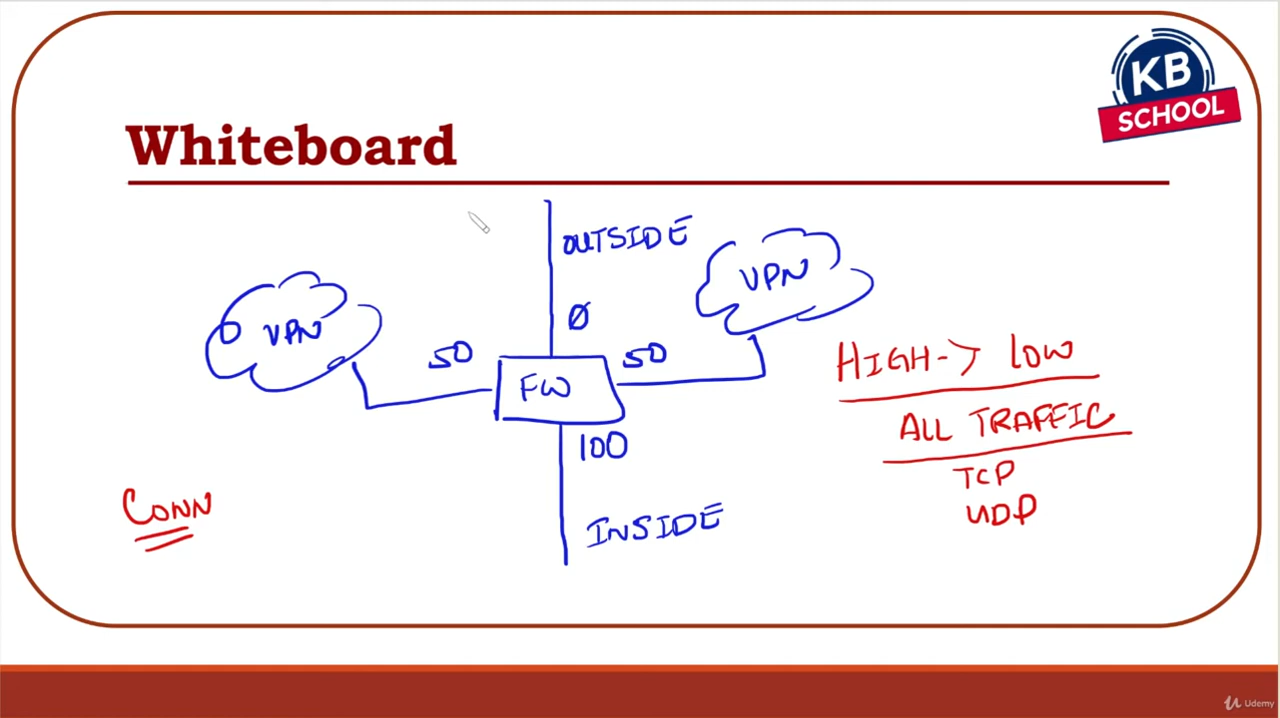 KB
SCHOOL
Whiteboard
OUTSIDE
VPN
VPN
0
50
50
HIGH -> LOW
FW
ALL TRAFFIC
100
TCP
CONN
UDP
INSIDE
Udemy